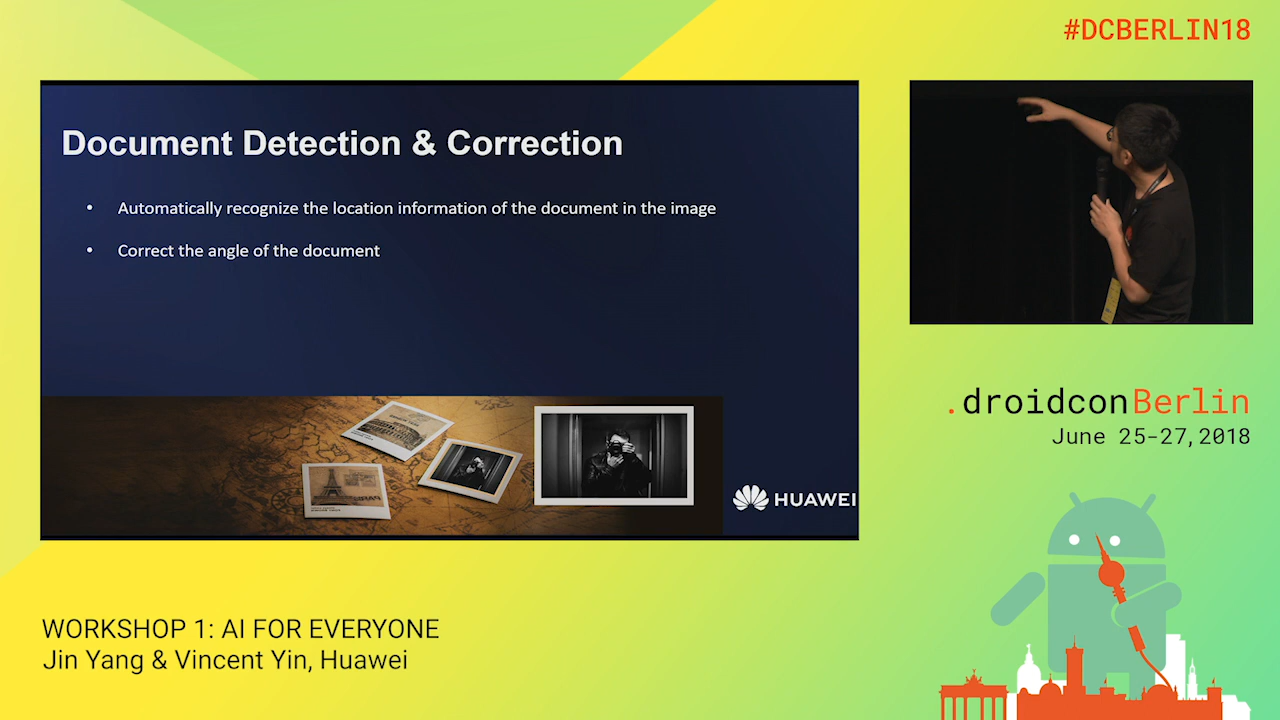 #DCBERLIN18
Document Detection & Correction
• Automatically recognize the location information of the document in the image
• Correct the angle of the document
HUAWEI
.droidconBerlin
June 25-27, 2018
WORKSHOP 1: AI FOR EVERYONE
Jin Yang & Vincent Yin, Huawei